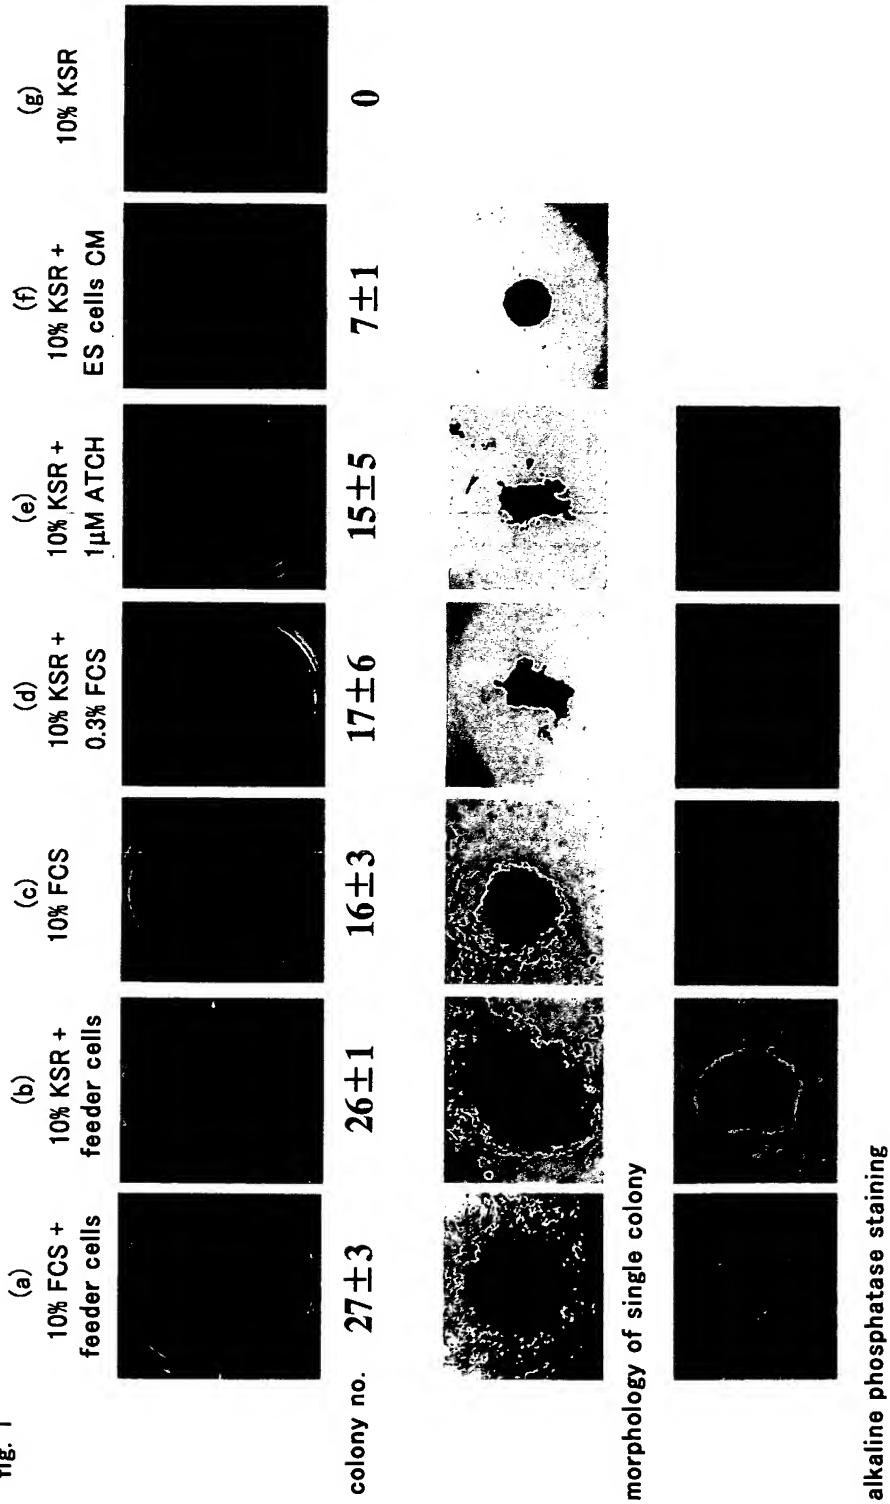 fig. 1
(a)
10% FCS +
feeder cells
(b)
10% KSR +
feeder cells
(c)
10% FCS
(d)
10% KSR +
0.3% FCS
(e)
10% KSR +
1μM ATCH
(f)
10% KSR +
ES cells CM
(g)
10% KSR
colony no. 27±3 26±1 16±3 17±6 15±5 7±1 0
morphology of single colony
alkaline phosphatase staining